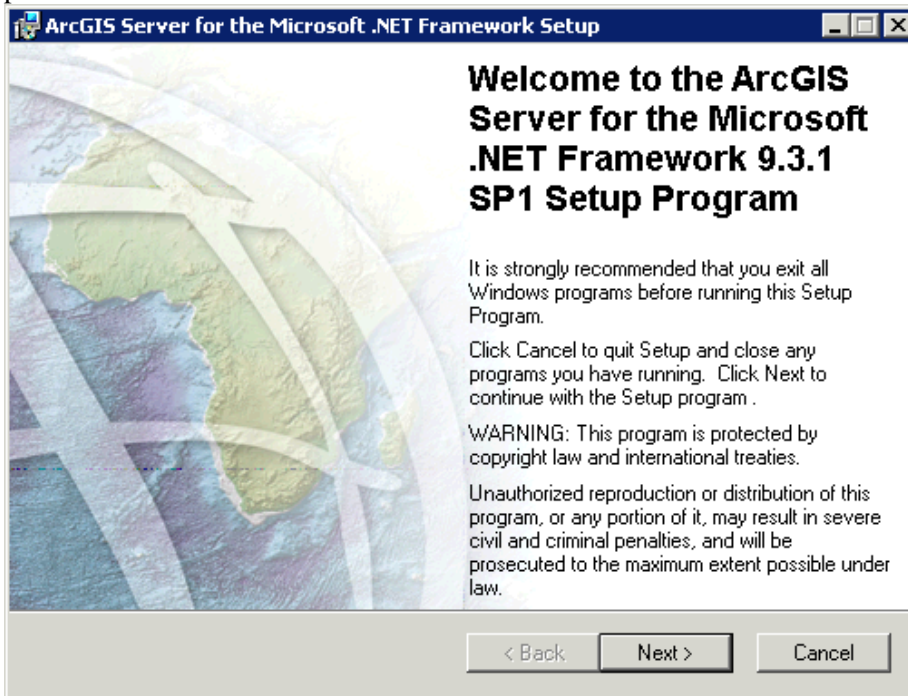 ArcGIS Server for the Microsoft .NET Framework Setup
Welcome to the ArcGIS
Server for the Microsoft
.NET Framework 9.3.1
SP1 Setup Program
It is strongly recommended that you exit all
Windows programs before running this Setup
Program.
Click Cancel to quit Setup and close any
programs you have running.  Click Next to
continue with the Setup program .
WARNING: This program is protected by
copyright law and international treaties.
Unauthorized reproduction or distribution of this
program, or any portion of it, may result in severe
civil and criminal penalties, and will be
prosecuted to the maximum extent possible under
law.
< Back
Next >
Cancel